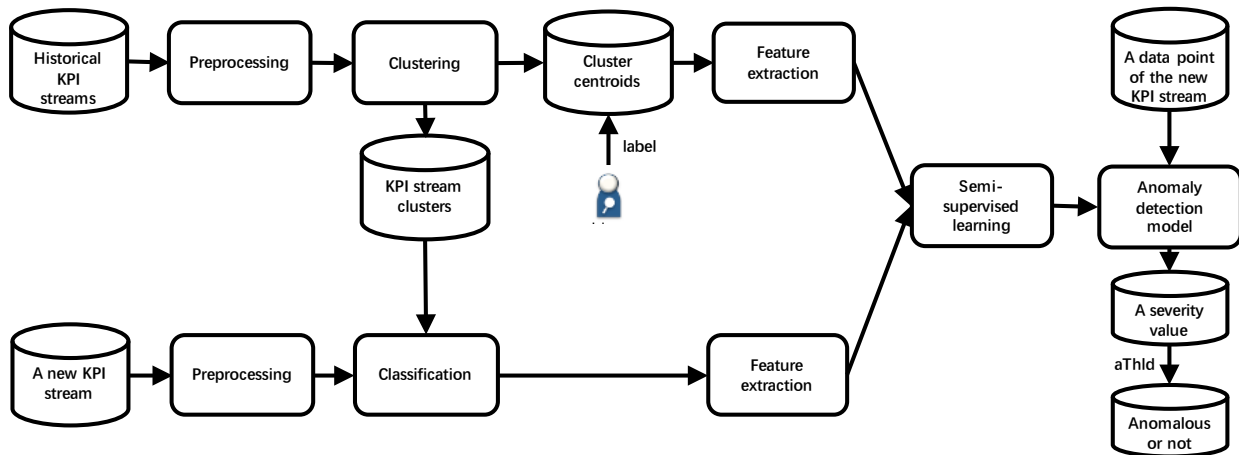 Historical
KPI
streams
Preprocessing
Clustering
Cluster
centroids
Feature
extraction
A data point
of the new
KPI stream
label
KPI stream
clusters
Semi-
supervised
learning
Anomaly
detection
model
A severity
value
aThld
A new KPI
stream
Preprocessing
Classification
Feature
extraction
Anomalous
or not